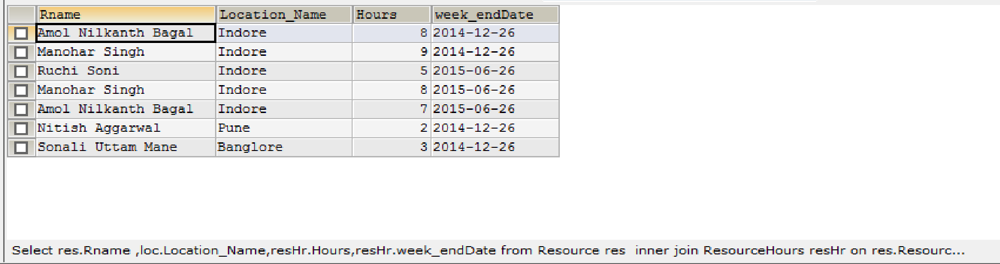 Rname Location_Name Hours week_endDate
Amol Nilkanth Bagal Indore 8 2014-12-26
Manohar Singh Indore 9 2014-12-26
Ruchi Soni Indore 5 2015-06-26
Manohar Singh Indore 8 2015-06-26
Amol Nilkanth Bagal Indore 7 2015-06-26
Nitish Aggarwal Pune 2 2014-12-26
Sonali Uttam Mane Banglore 3 2014-12-26
Select res.Rname ,loc.Location_Name,resHr.Hours,resHr.week_endDate from Resource res  inner join ResourceHours resHr on res.Resourc...